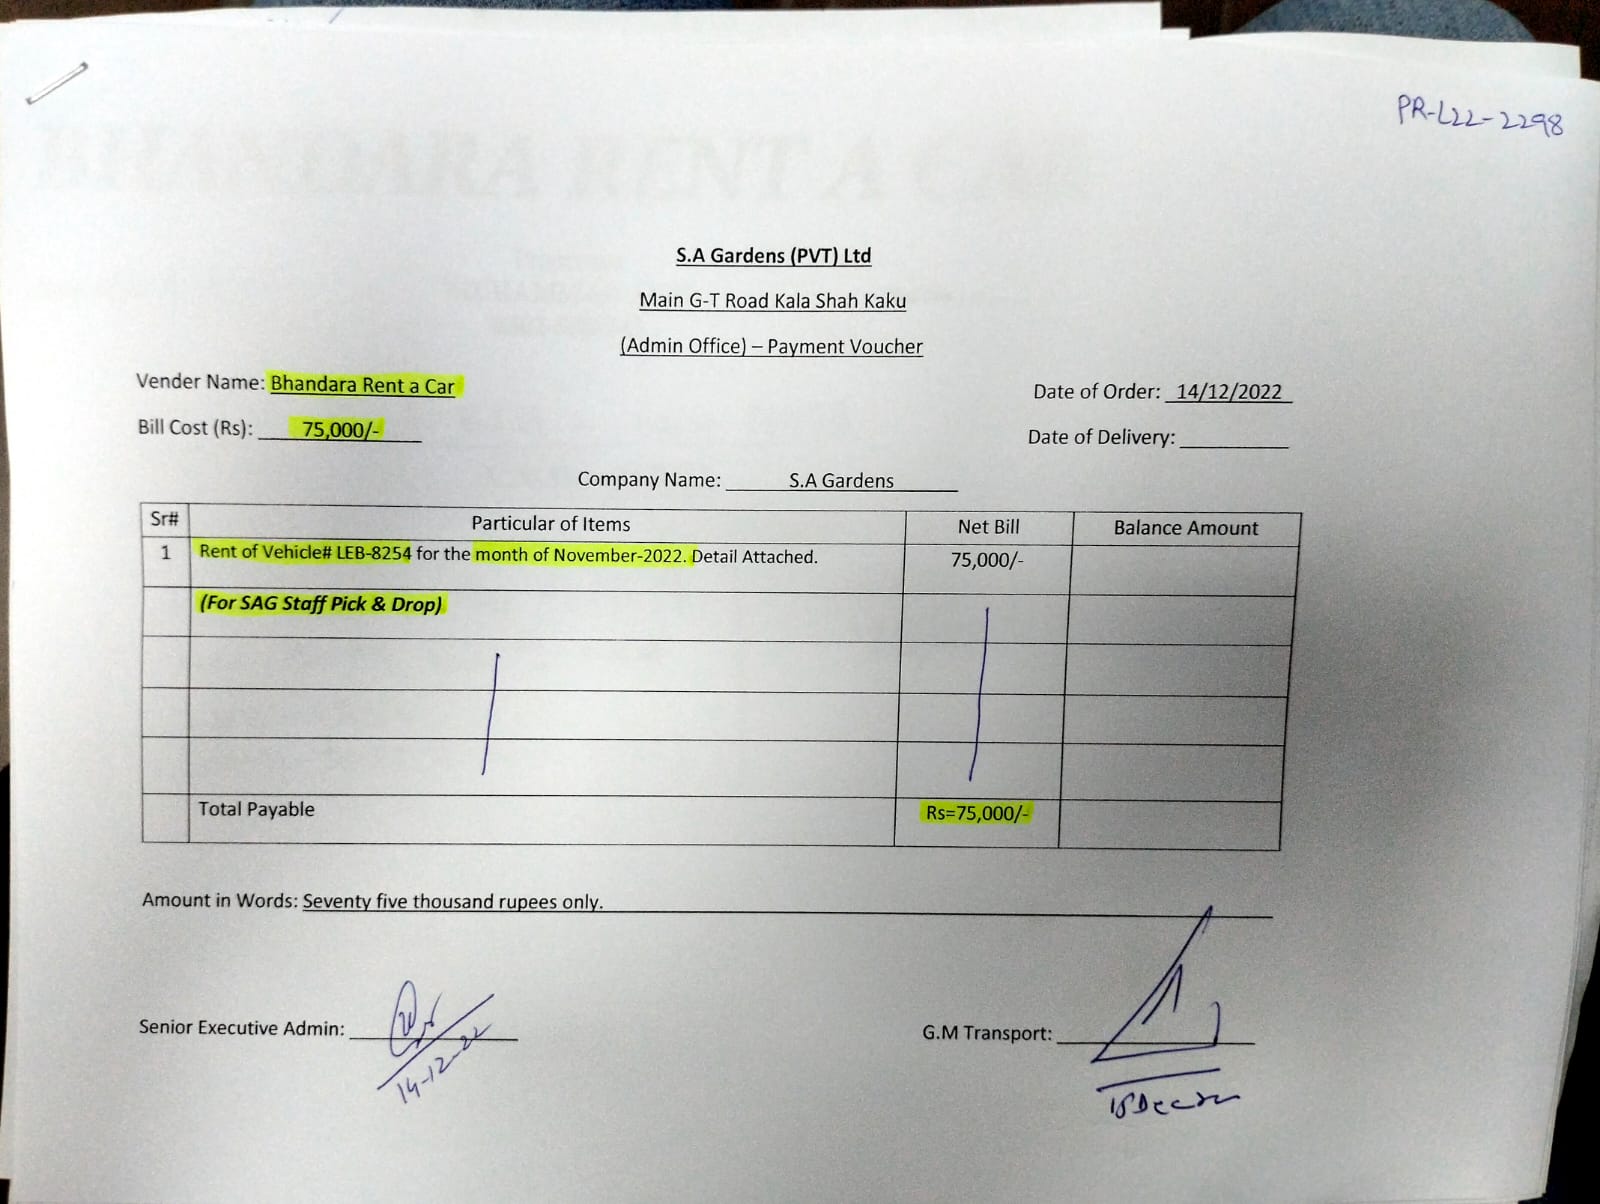 PR-L22-2298
BHANDARA RENT A CAR
S.A Gardens (PVT) Ltd
Main G-T Road Kala Shah Kaku
(Admin Office) – Payment Voucher
Vender Name: Bhandara Rent a Car
Date of Order: 14/12/2022
Bill Cost (Rs): 75,000/-
Date of Delivery:
Company Name: S.A Gardens
Sr# Particular of Items Net Bill Balance Amount
1 Rent of Vehicle# LEB-8254 for the month of November-2022. Detail Attached. 75,000/-
(For SAG Staff Pick & Drop)
Total Payable Rs=75,000/-
Amount in Words: Seventy five thousand rupees only.
Senior Executive Admin:
G.M Transport:
14-12-22